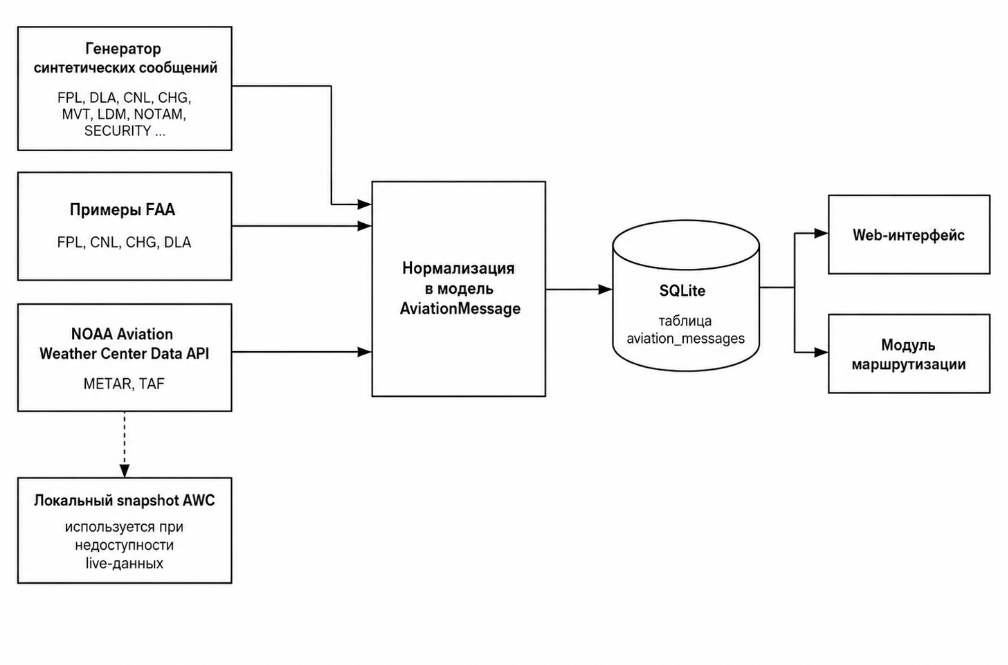 Генератор
синтетических сообщений
FPL, DLA, CNL, CHG,
MVT, LDM, NOTAM,
SECURITY ...
Примеры FAA
FPL, CNL, CHG, DLA
NOAA Aviation
Weather Center Data API
METAR, TAF
Локальный snapshot AWC
используется при
недоступности
live-данных
Нормализация
в модель
AviationMessage
SQLite
таблица
aviation_messages
Web-интерфейс
Модуль
маршрутизации